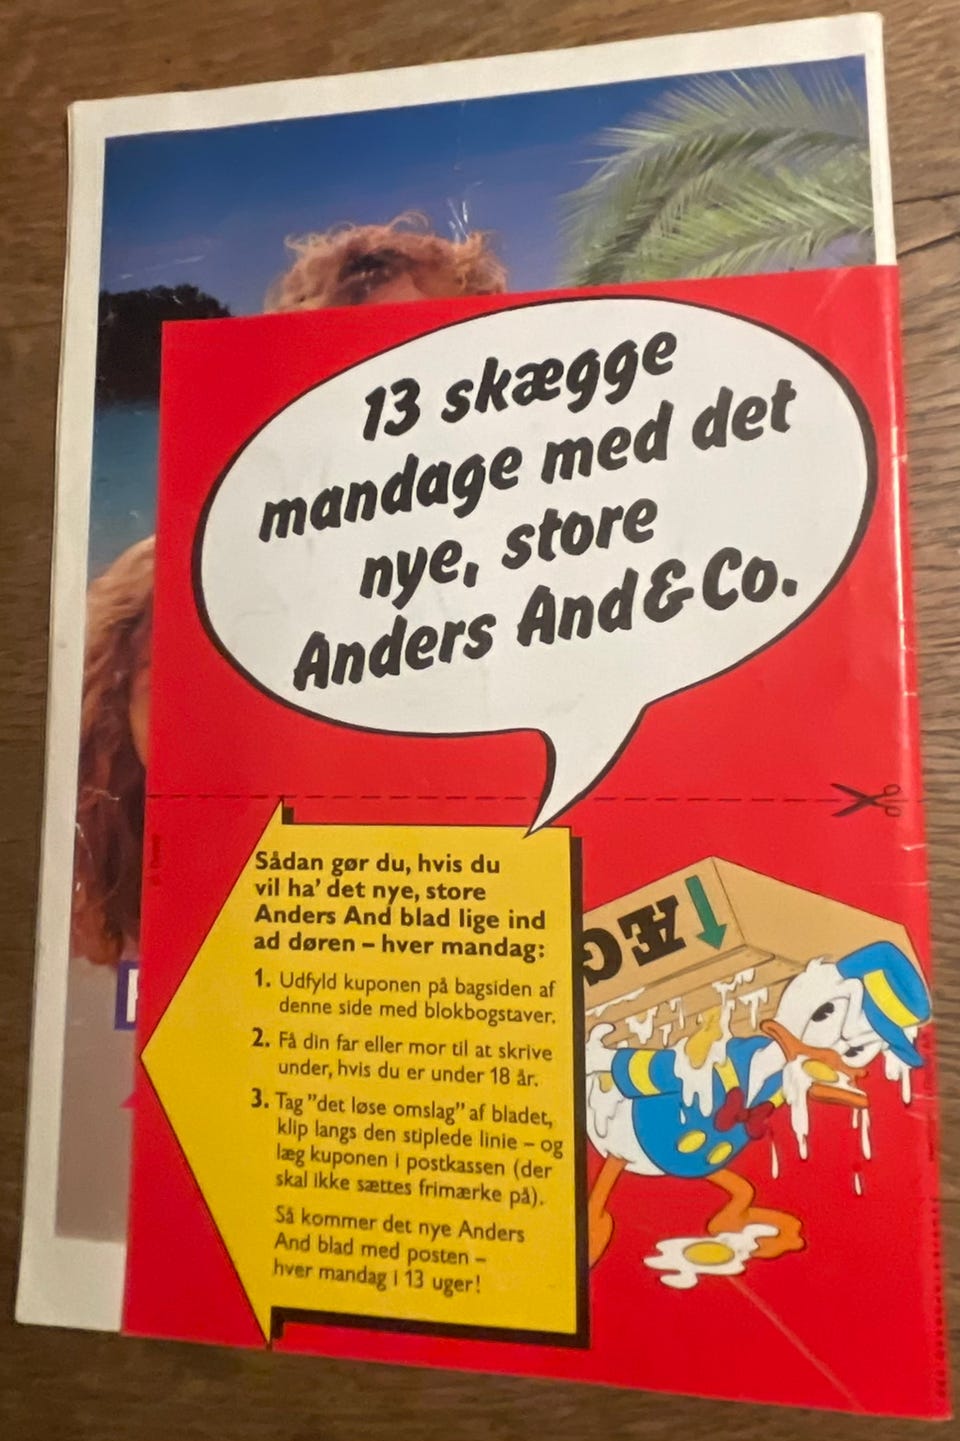 13 skægge
mandage med det
nye, store
Anders And & Co.
Sådan gør du, hvis du
vil ha' det nye, store
Anders And blad lige ind
ad døren – hver mandag:
1. Udfyld kuponen på bagsiden af
denne side med blokbogstaver.
2. Få din far eller mor til at skrive
under, hvis du er under 18 år.
3. Tag "det løse omslag" af bladet,
klip langs den stiplede linie – og
læg kuponen i postkassen (der
skal ikke sættes frimærke på).
Så kommer det nye Anders
And blad med posten –
hver mandag i 13 uger!
ÆG